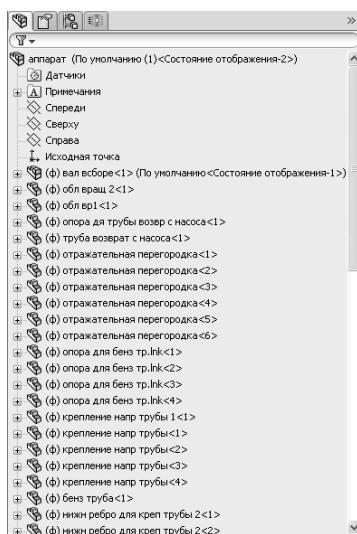 аппарат (По умолчанию (1)<Состояние отображения-2>)
Датчики
Примечания
Спереди
Сверху
Справа
Исходная точка
(ф) вал всборе<1> (По умолчанию<Состояние отображения-1>)
(ф) обл вращ 2<1>
(ф) обл вр1<1>
(ф) опора дя трубы возвр с насоса<1>
(ф) труба возврат с насоса<1>
(ф) отражательная перегородка<1>
(ф) отражательная перегородка<2>
(ф) отражательная перегородка<3>
(ф) отражательная перегородка<4>
(ф) отражательная перегородка<5>
(ф) отражательная перегородка<6>
(ф) опора для бенз тр.lnk<1>
(ф) опора для бенз тр.lnk<2>
(ф) опора для бенз тр.lnk<3>
(ф) опора для бенз тр.lnk<4>
(ф) крепление напр трубы 1<1>
(ф) крепление напр трубы<1>
(ф) крепление напр трубы<2>
(ф) крепление напр трубы<3>
(ф) крепление напр трубы<4>
(ф) бенз труба<1>
(ф) нижн ребро для креп трубы 2<1>
(ф) нижн ребро для креп трубы 2<2>